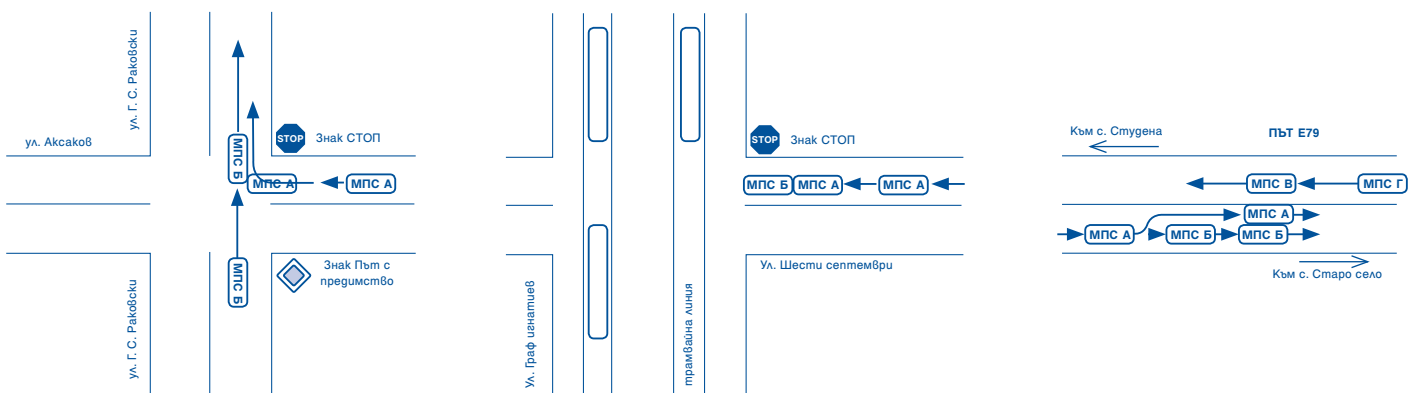 ул. Г. С. Раковски
ул. Аксаков
STOP
Знак СТОП
МПС Б
МПС А
МПС А
МПС Б
Знак Път с
предимство
ул. Г. С. Раковски
STOP
Знак СТОП
МПС Б
МПС А
МПС А
Ул. Шести септември
Ул. Граф игнатиев
трамвайна линия
Към с. Студена
ПЪТ Е79
МПС В
МПС Г
МПС А
МПС А
МПС Б
МПС Б
Към с. Старо село